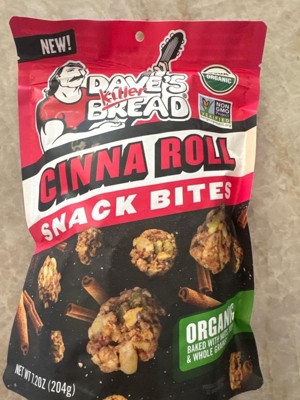 NEW!
DAVE'S
Killer
BREAD
ORGANIC
NON
GMO
VERIFIED
CINNA ROLL
SNACK BITES
ORGANIC
BAKED WITH
& WHOLE
NET WT 7.2OZ (204g)